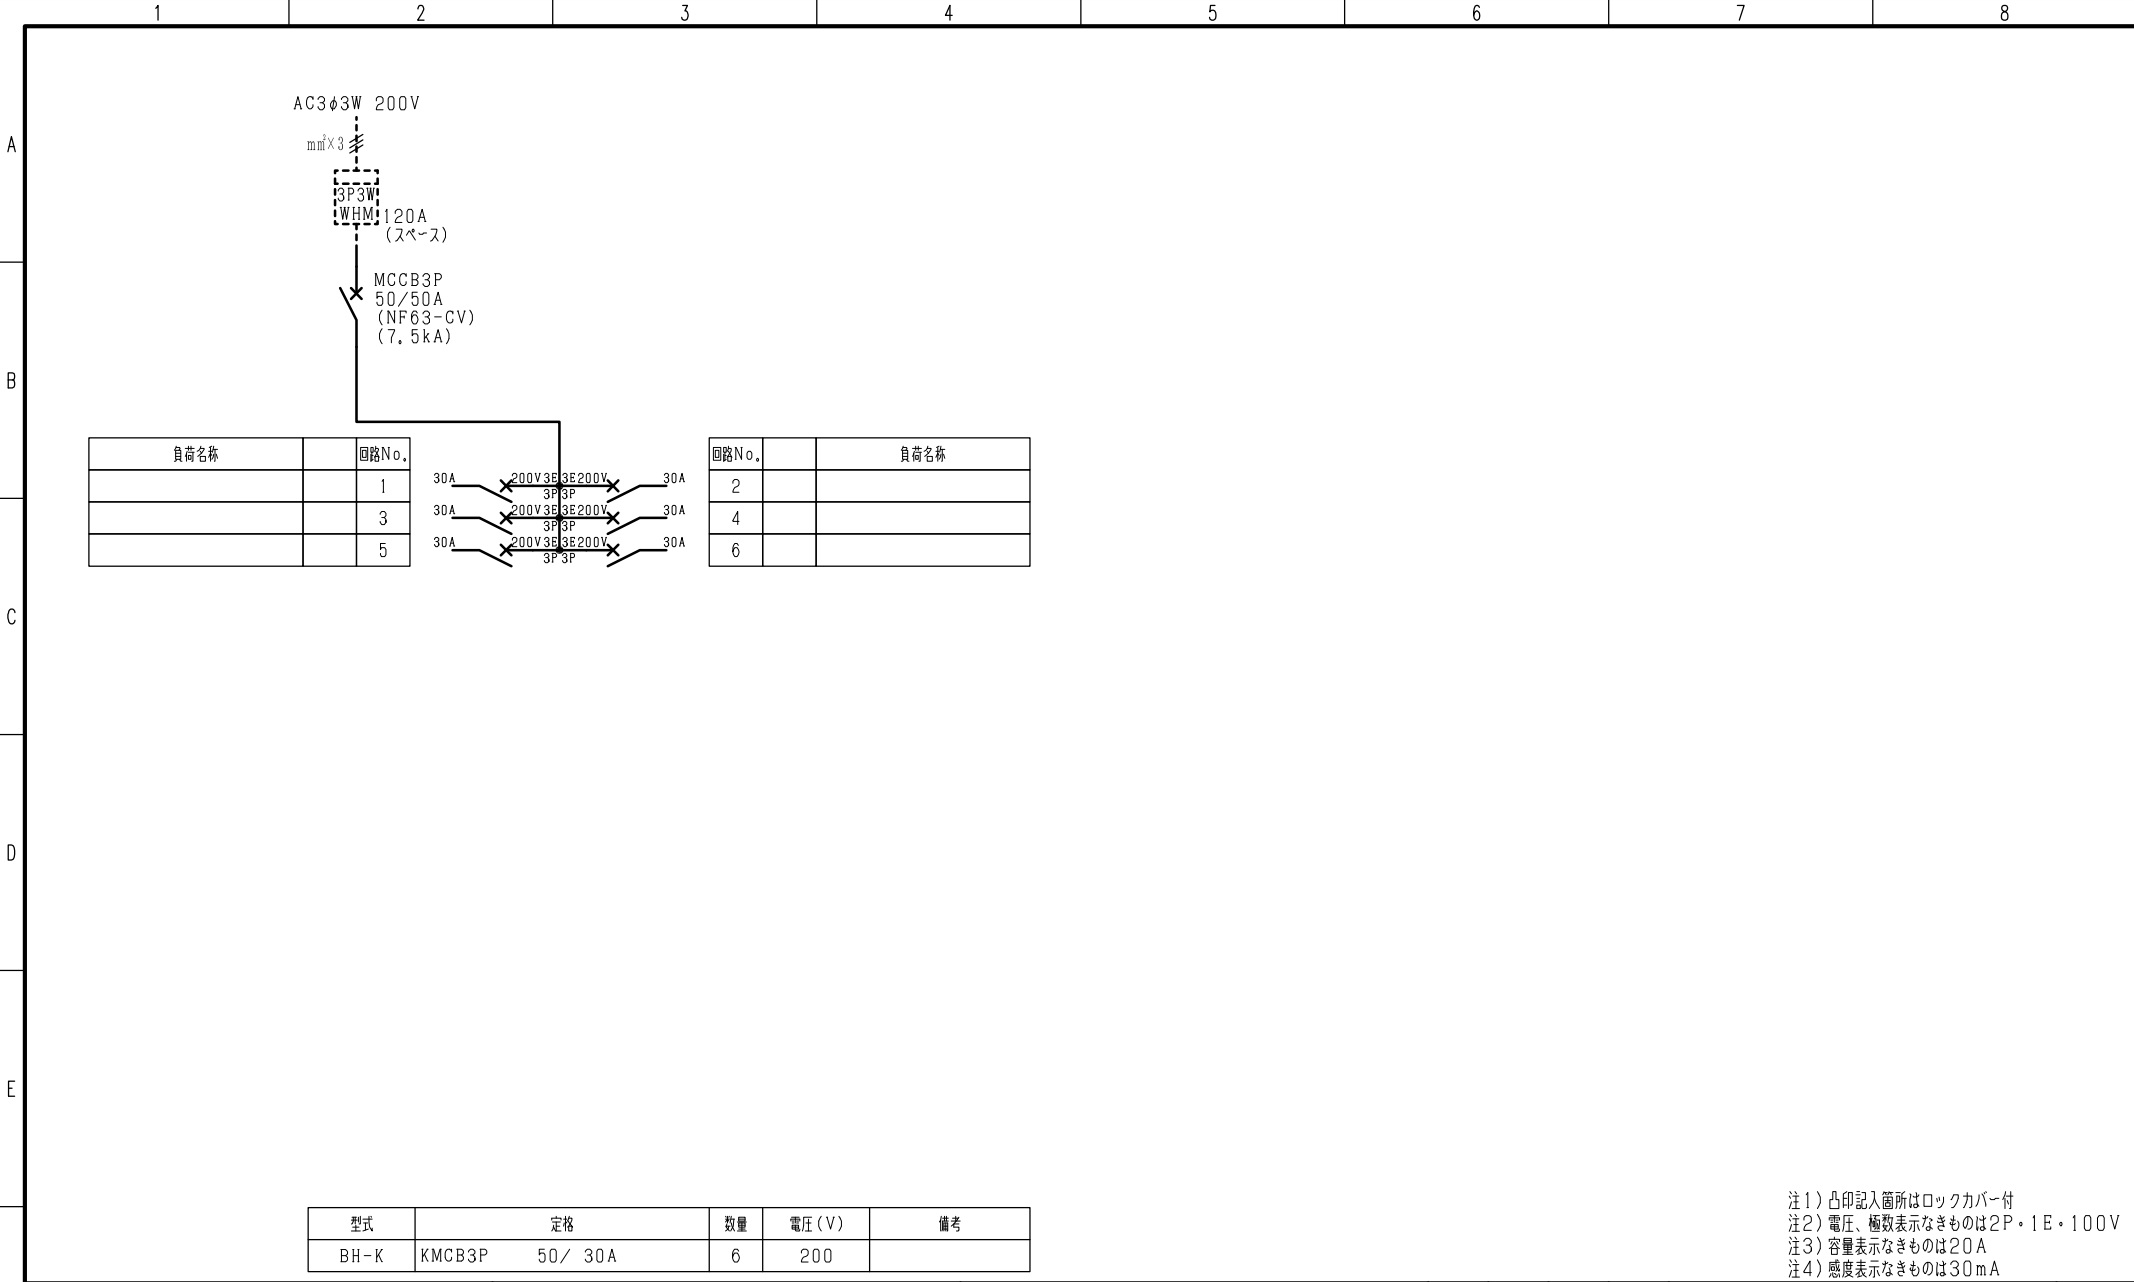 1 2 3 4 5 6 7 8
A
AC3φ3W 200V
mm²×3
3P3W
WHM
120A
(スペース)
B
MCCB3P
50/50A
(NF63-CV)
(7.5kA)
負荷名称 回路No. 回路No. 負荷名称
1 30A 200V 3E 3E 200V 30A 2
3P 3P
3 30A 200V 3E 3E 200V 30A 4
3P 3P
5 30A 200V 3E 3E 200V 30A 6
3P 3P
C
D
E
型式 定格 数量 電圧(V) 備考
BH-K KMCB3P 50/ 30A 6 200
注1)凸印記入箇所はロックカバー付
注2)電圧、極数表示なきものは2P・1E・100V
注3)容量表示なきものは20A
注4)感度表示なきものは30mA